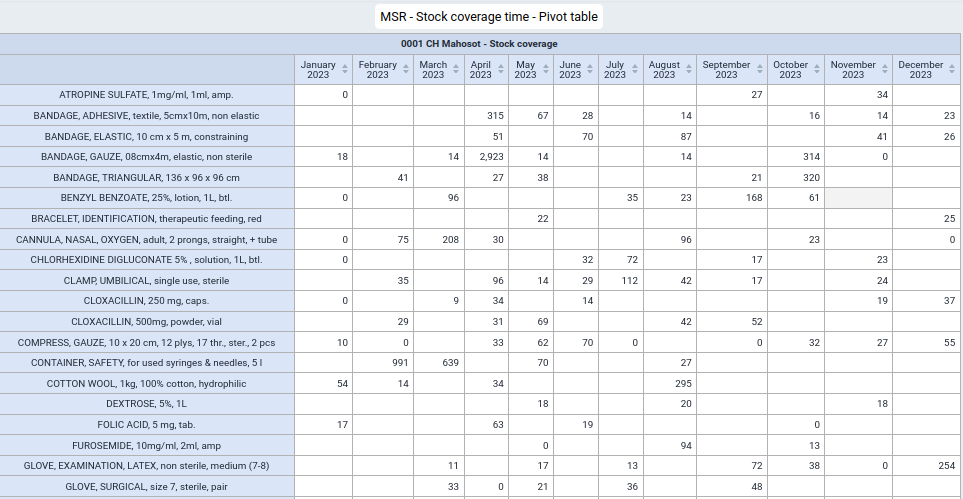 MSR - Stock coverage time - Pivot table
0001 CH Mahosot - Stock coverage
January 2023 February 2023 March 2023 April 2023 May 2023 June 2023 July 2023 August 2023 September 2023 October 2023 November 2023 December 2023
ATROPINE SULFATE, 1mg/ml, 1ml, amp. 0 27 34
BANDAGE, ADHESIVE, textile, 5cmx10m, non elastic 315 67 28 14 16 14 23
BANDAGE, ELASTIC, 10 cm x 5 m, constraining 51 70 87 41 26
BANDAGE, GAUZE, 08cmx4m, elastic, non sterile 18 14 2,923 14 14 314 0
BANDAGE, TRIANGULAR, 136 x 96 x 96 cm 41 27 38 21 320
BENZYL BENZOATE, 25%, lotion, 1L, btl. 0 96 35 23 168 61
BRACELET, IDENTIFICATION, therapeutic feeding, red 22 25
CANNULA, NASAL, OXYGEN, adult, 2 prongs, straight, + tube 0 75 208 30 96 23 0
CHLORHEXIDINE DIGLUCONATE 5% , solution, 1L, btl. 0 32 72 17 23
CLAMP, UMBILICAL, single use, sterile 35 96 14 29 112 42 17 24
CLOXACILLIN, 250 mg, caps. 0 9 34 14 19 37
CLOXACILLIN, 500mg, powder, vial 29 31 69 42 52
COMPRESS, GAUZE, 10 x 20 cm, 12 plys, 17 thr., ster., 2 pcs 10 0 33 62 70 0 0 32 27 55
CONTAINER, SAFETY, for used syringes & needles, 5 l 991 639 70 27
COTTON WOOL, 1kg, 100% cotton, hydrophilic 54 14 34 295
DEXTROSE, 5%, 1L 18 20 18
FOLIC ACID, 5 mg, tab. 17 63 19 0
FUROSEMIDE, 10mg/ml, 2ml, amp 0 94 13
GLOVE, EXAMINATION, LATEX, non sterile, medium (7-8) 11 17 13 72 38 0 254
GLOVE, SURGICAL, size 7, sterile, pair 33 0 21 36 48